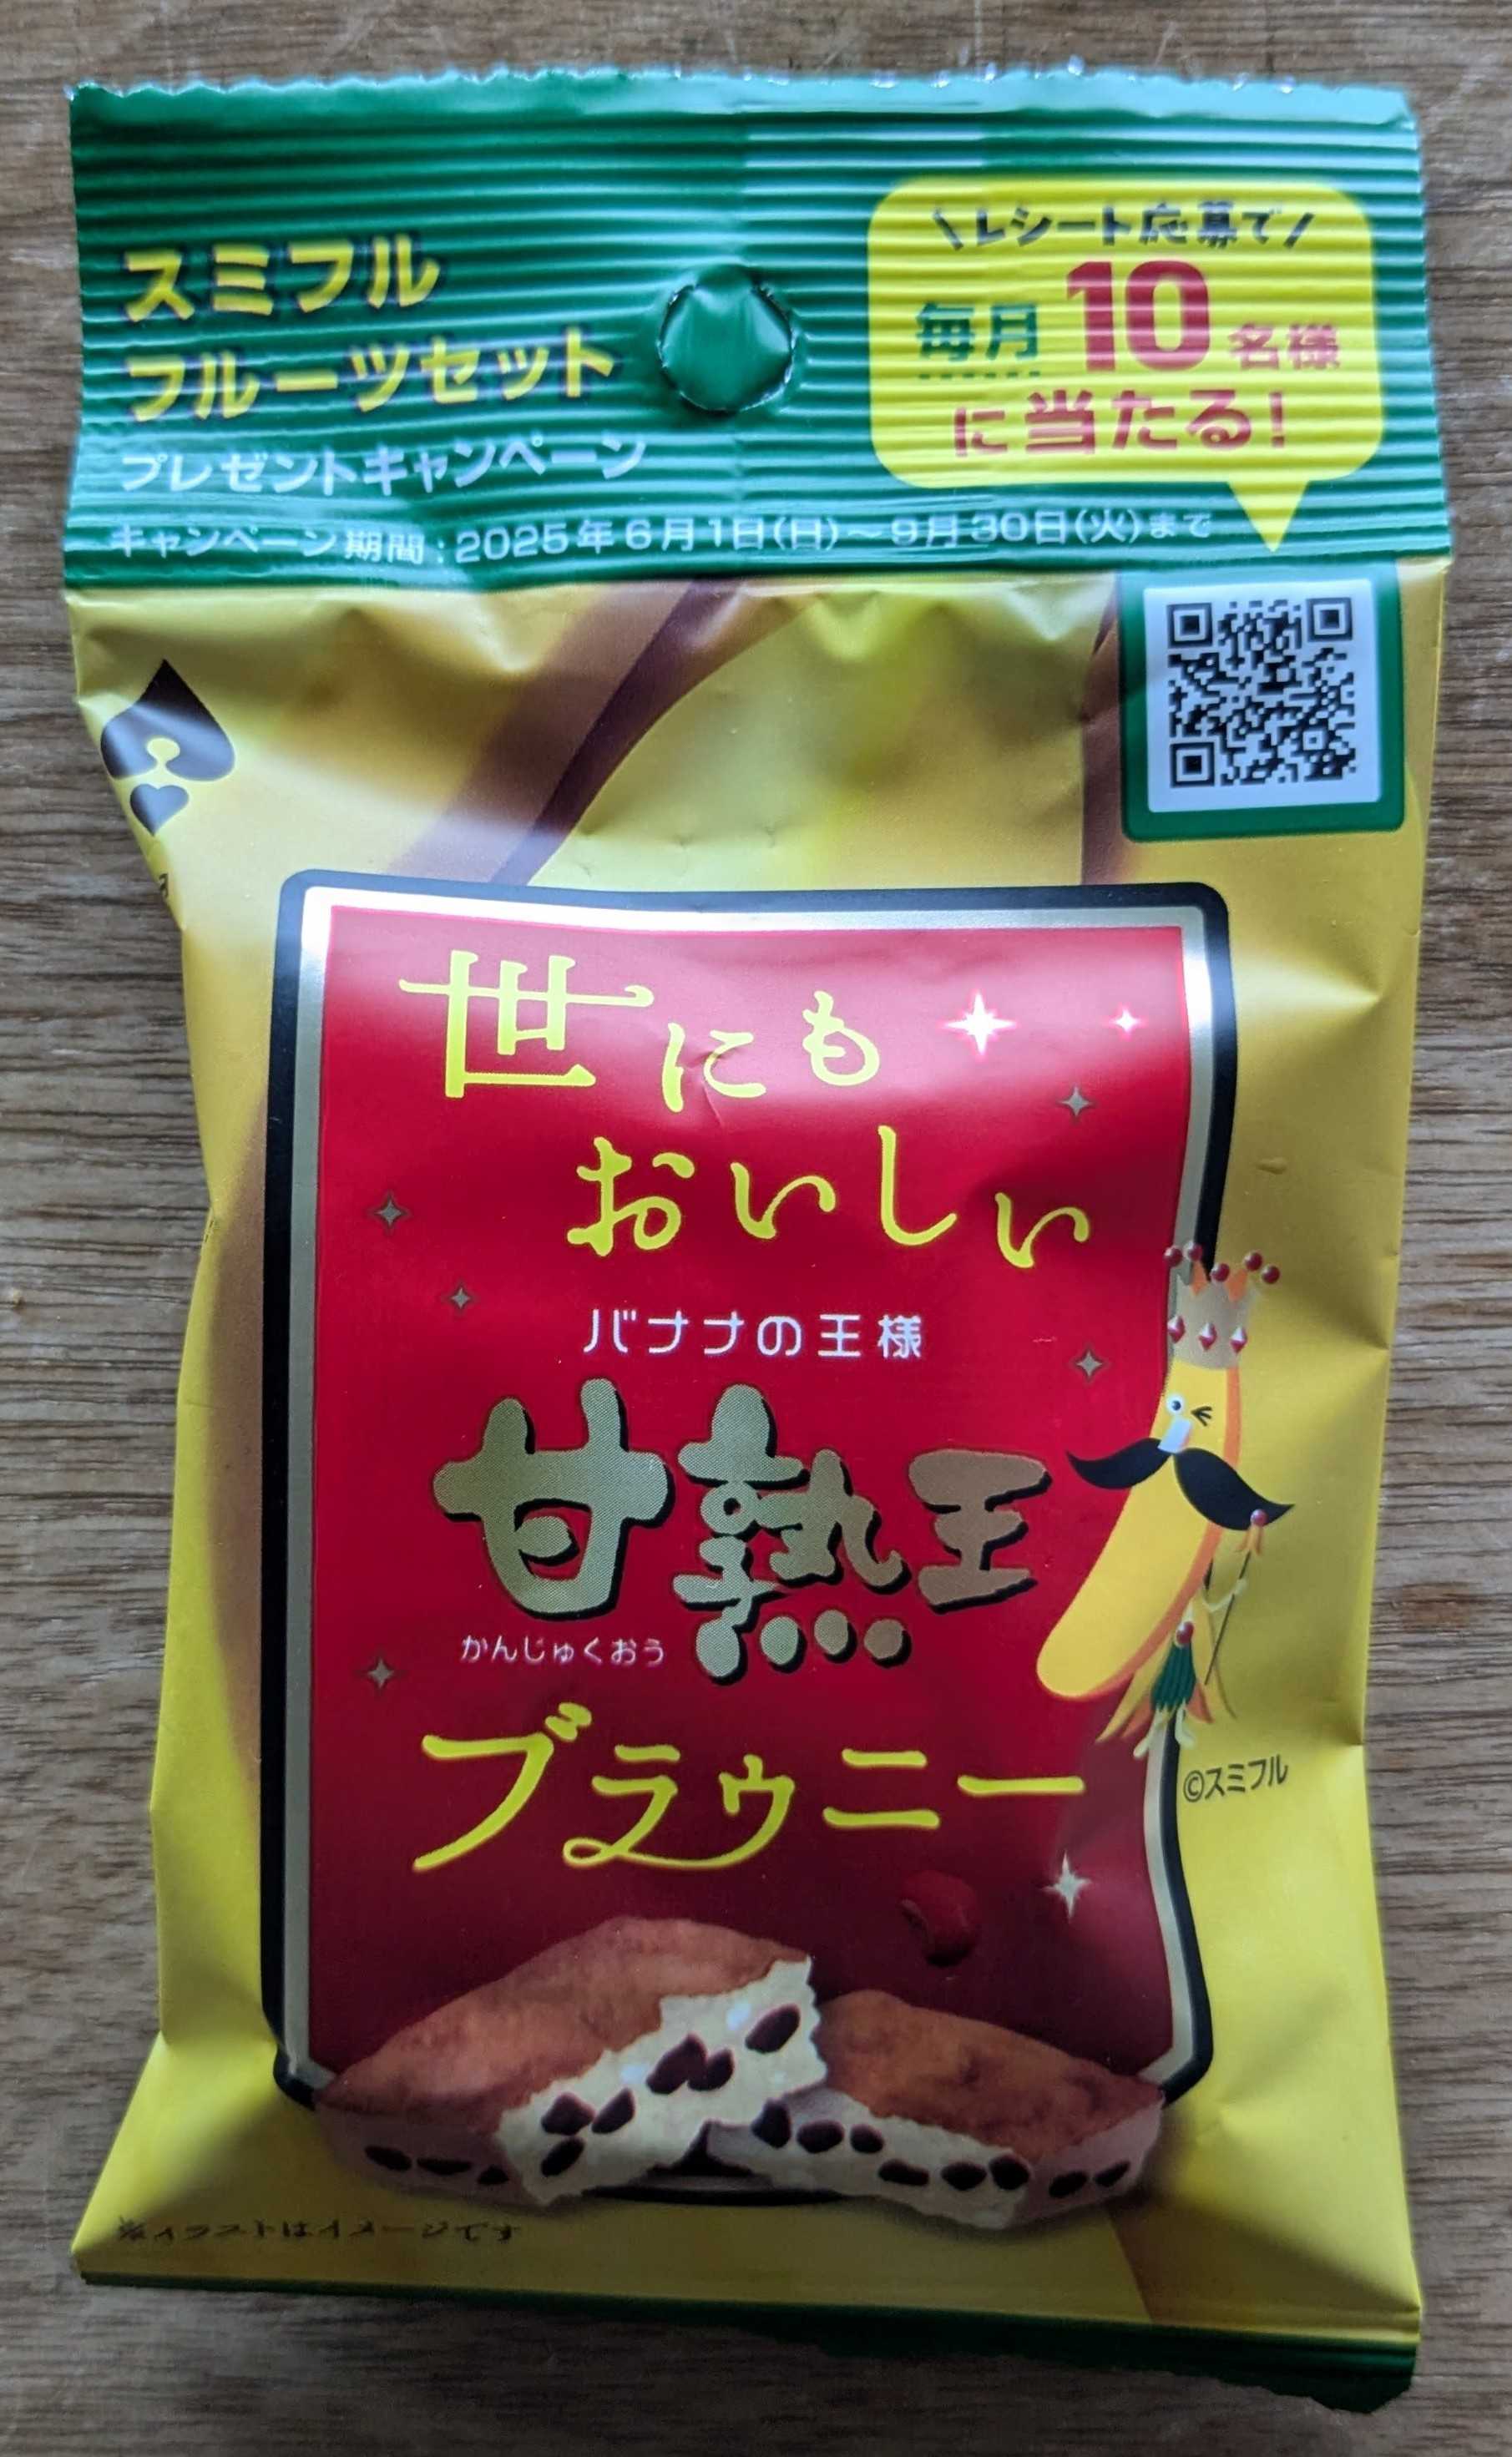 スミフル
フルーツセット
プレゼントキャンペーン
キャンペーン期間：2025年6月1日(日)～9月30日(火)まで
\レシート応募で/
毎月10名様
に当たる!
世にも
おいしい
バナナの王様
甘熟王
かんじゅくおう
ブラゥニー
©スミフル
※イラストはイメージです